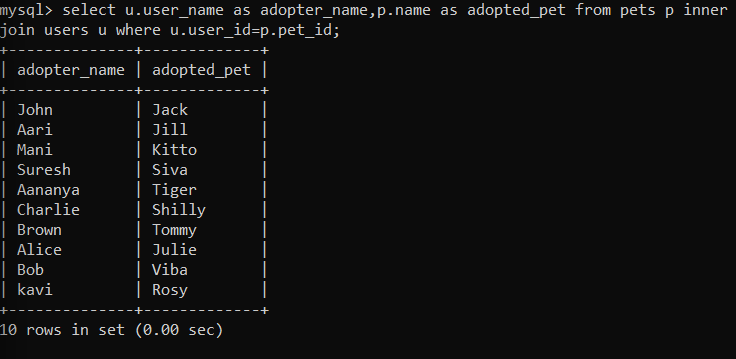 mysql> select u.user_name as adopter_name,p.name as adopted_pet from pets p inner
join users u where u.user_id=p.pet_id;
+--------------+-------------+
| adopter_name | adopted_pet |
+--------------+-------------+
| John         | Jack        |
| Aari         | Jill        |
| Mani         | Kitto       |
| Suresh       | Siva        |
| Aananya      | Tiger       |
| Charlie      | Shilly      |
| Brown        | Tommy       |
| Alice        | Julie       |
| Bob          | Viba        |
| kavi         | Rosy        |
+--------------+-------------+
10 rows in set (0.00 sec)